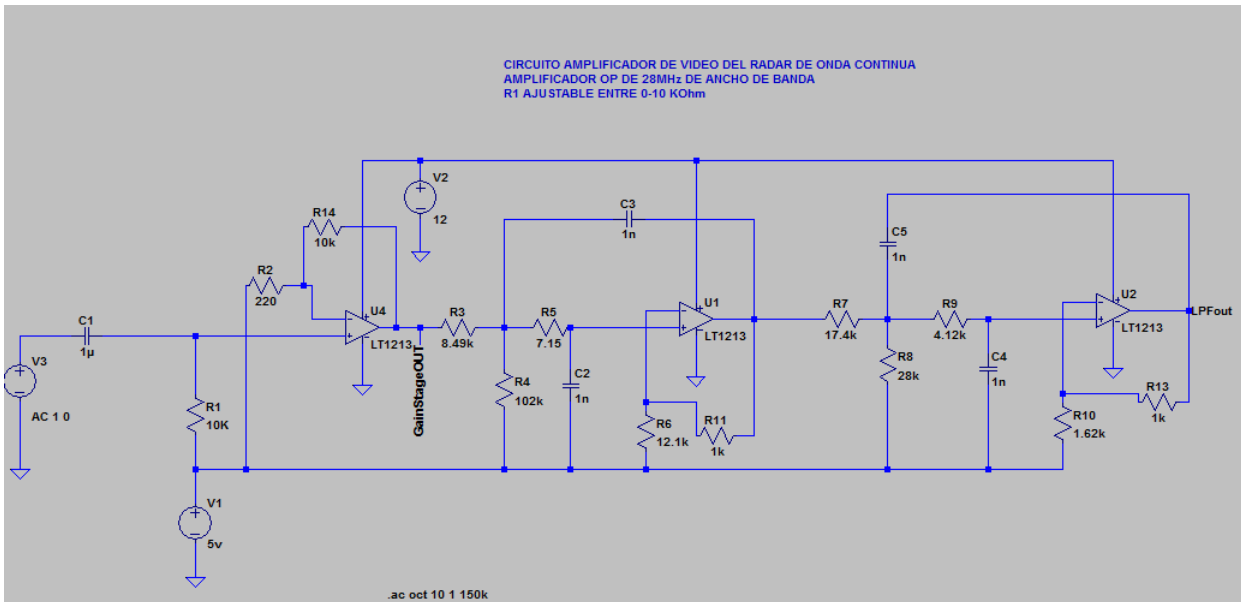 CIRCUITO AMPLIFICADOR DE VIDEO DEL RADAR DE ONDA CONTINUA
AMPLIFICADOR OP DE 28MHz DE ANCHO DE BANDA
R1 AJUSTABLE ENTRE 0-10 KOhm
V2
12
R14
10k
C3
1n
C5
1n
R2
220
U4
LT1213
C1
1µ
V3
AC 1 0
R1
10K
V1
5v
GainStageOUT
R3
8.49k
R5
7.15
R4
102k
C2
1n
U1
LT1213
R6
12.1k
R11
1k
R7
17.4k
R9
4.12k
R8
28k
C4
1n
U2
LT1213
LPFout
R10
1.62k
R13
1k
.ac oct 10 1 150k